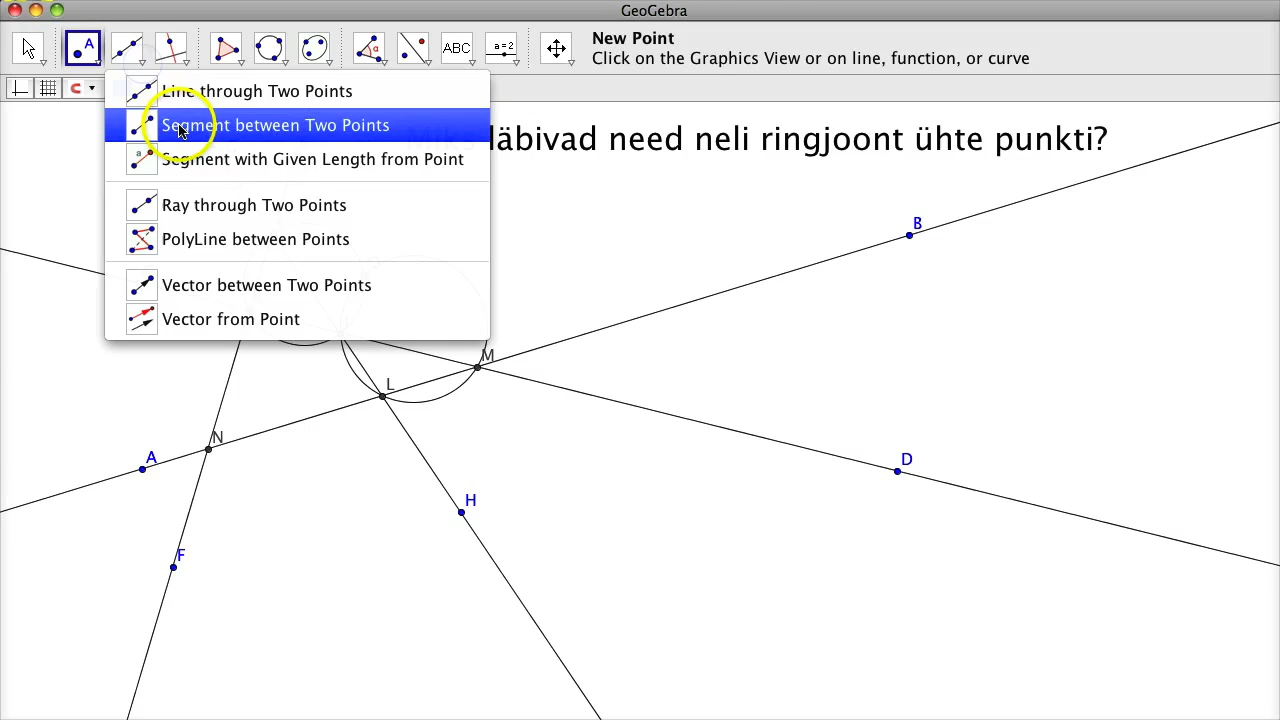 GeoGebra
New Point
Click on the Graphics View or on line, function, or curve
A
ABC
a=2
α
Line through Two Points
Segment between Two Points
a
Segment with Given Length from Point
Ray through Two Points
PolyLine between Points
Vector between Two Points
Vector from Point
Miks läbivad need neli ringjoont ühte punkti?
B
M
L
N
A
D
H
F